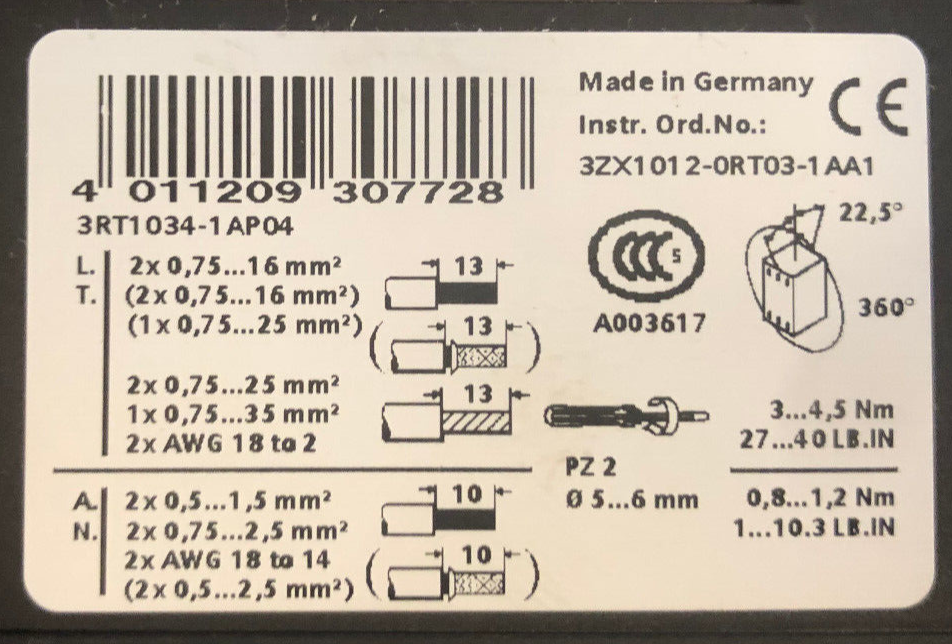 4 011209 307728
3RT1034-1AP04
Made in Germany CE
Instr. Ord.No.:
3ZX1012-0RT03-1AA1
CCC S
A003617
22,5°
360°
L. 2x 0,75...16 mm² 13
T. (2x 0,75...16 mm²)
(1x 0,75...25 mm²) ( 13 )
2x 0,75...25 mm² 13
1x 0,75...35 mm²
2x AWG 18 to 2
3...4,5 Nm
27...40 LB.IN
PZ 2
Ø 5...6 mm
A. 2x 0,5...1,5 mm² 10
N. 2x 0,75...2,5 mm²
2x AWG 18 to 14 ( 10 )
(2x 0,5...2,5 mm²)
0,8...1,2 Nm
1...10.3 LB.IN